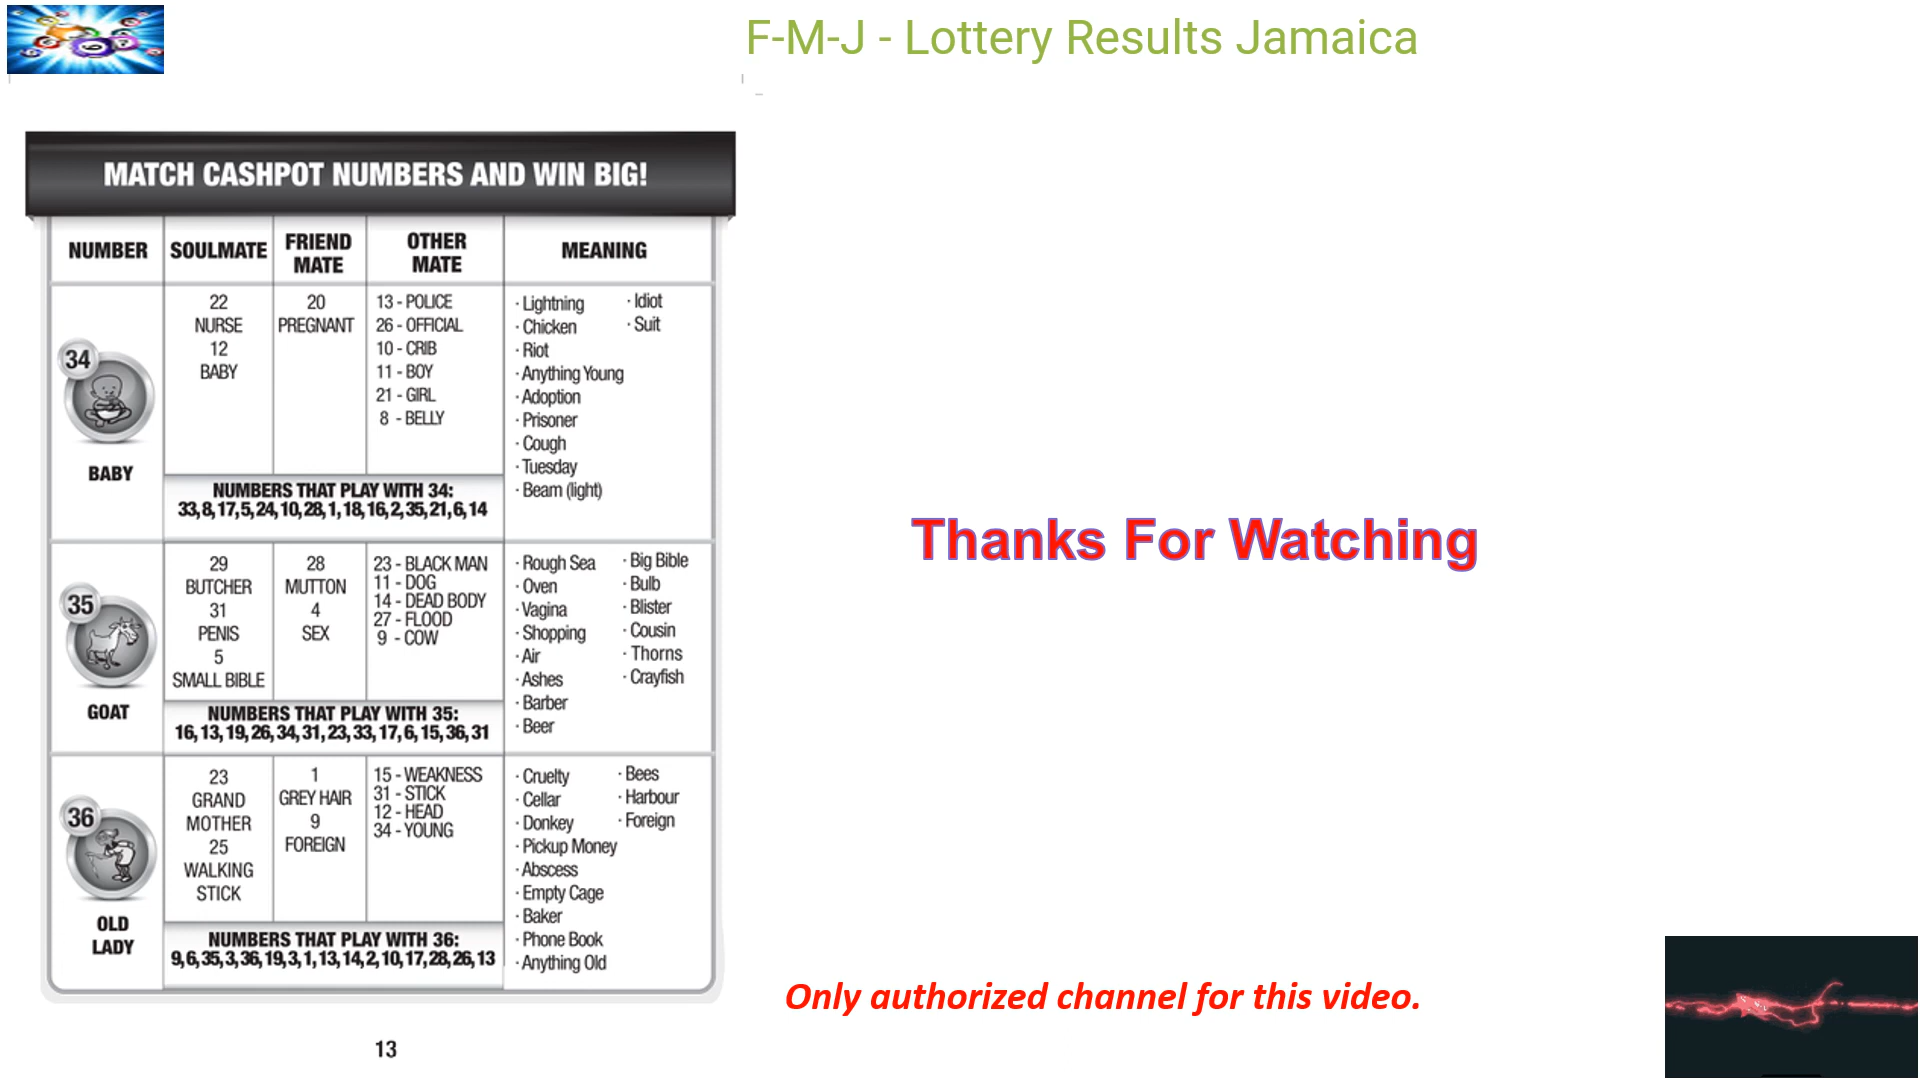 F-M-J - Lottery Results Jamaica
MATCH CASHPOT NUMBERS AND WIN BIG!
NUMBER
SOULMATE
FRIEND
MATE
OTHER
MATE
MEANING
34
BABY
22
NURSE
12
BABY
20
PREGNANT
13 - POLICE
26 - OFFICIAL
10 - CRIB
11 - BOY
21 - GIRL
8 - BELLY
NUMBERS THAT PLAY WITH 34:
33, 8, 17, 5, 24, 10, 28, 1, 18, 16, 2, 35, 21, 6, 14
· Lightning
· Chicken
· Riot
· Anything Young
· Adoption
· Prisoner
· Cough
· Tuesday
· Beam (light)
· Idiot
· Suit
35
GOAT
29
BUTCHER
31
PENIS
5
SMALL BIBLE
28
MUTTON
4
SEX
23 - BLACK MAN
11 - DOG
14 - DEAD BODY
27 - FLOOD
9 - COW
NUMBERS THAT PLAY WITH 35:
16, 13, 19, 26, 34, 31, 23, 33, 17, 6, 15, 36, 31
· Rough Sea
· Oven
· Vagina
· Shopping
· Air
· Ashes
· Barber
· Beer
· Big Bible
· Bulb
· Blister
· Cousin
· Thorns
· Crayfish
36
OLD
LADY
23
GRAND
MOTHER
25
WALKING
STICK
1
GREY HAIR
9
FOREIGN
15 - WEAKNESS
31 - STICK
12 - HEAD
34 - YOUNG
NUMBERS THAT PLAY WITH 36:
9, 6, 35, 3, 36, 19, 3, 1, 13, 14, 2, 10, 17, 28, 26, 13
· Cruelty
· Cellar
· Donkey
· Pickup Money
· Abscess
· Empty Cage
· Baker
· Phone Book
· Anything Old
· Bees
· Harbour
· Foreign
13
Thanks For Watching
Only authorized channel for this video.